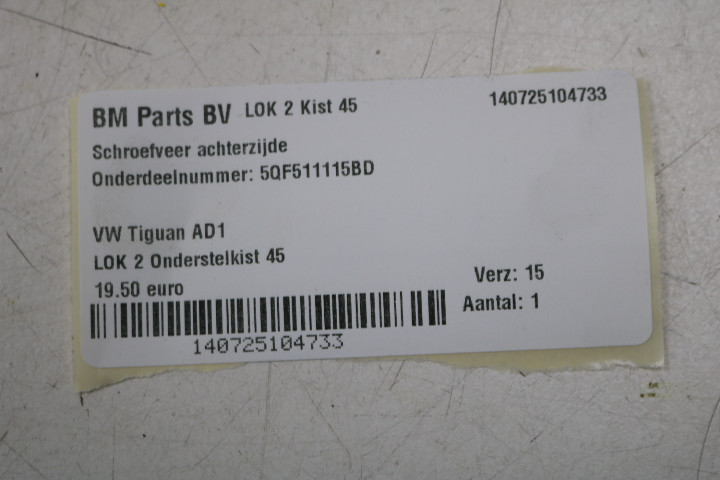 BM Parts BV LOK 2 Kist 45 140725104733
Schroefveer achterzijde
Onderdeelnummer: 5QF511115BD
VW Tiguan AD1
LOK 2 Onderstelkist 45
19.50 euro Verz: 15
Aantal: 1
140725104733